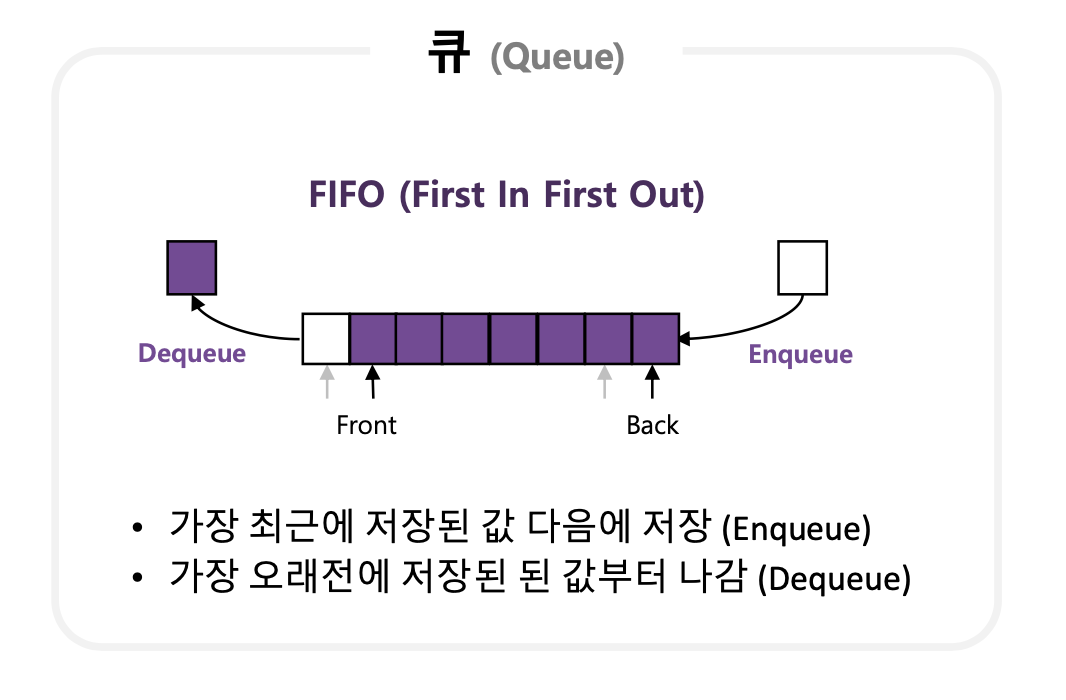 큐 (Queue)
FIFO (First In First Out)
Dequeue
Enqueue
Front
Back
• 가장 최근에 저장된 값 다음에 저장 (Enqueue)
• 가장 오래전에 저장된 된 값부터 나감 (Dequeue)